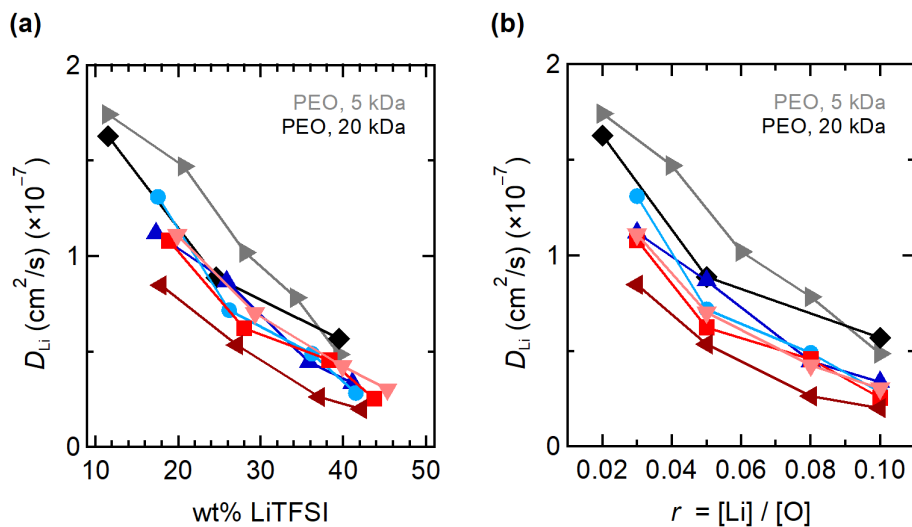 (a)
2
1
0
D_Li (cm²/s) (×10⁻⁷)
PEO, 5 kDa
PEO, 20 kDa
10 20 30 40 50
wt% LiTFSI
(b)
2
1
0
D_Li (cm²/s) (×10⁻⁷)
PEO, 5 kDa
PEO, 20 kDa
0.02 0.04 0.06 0.08 0.10
r = [Li] / [O]